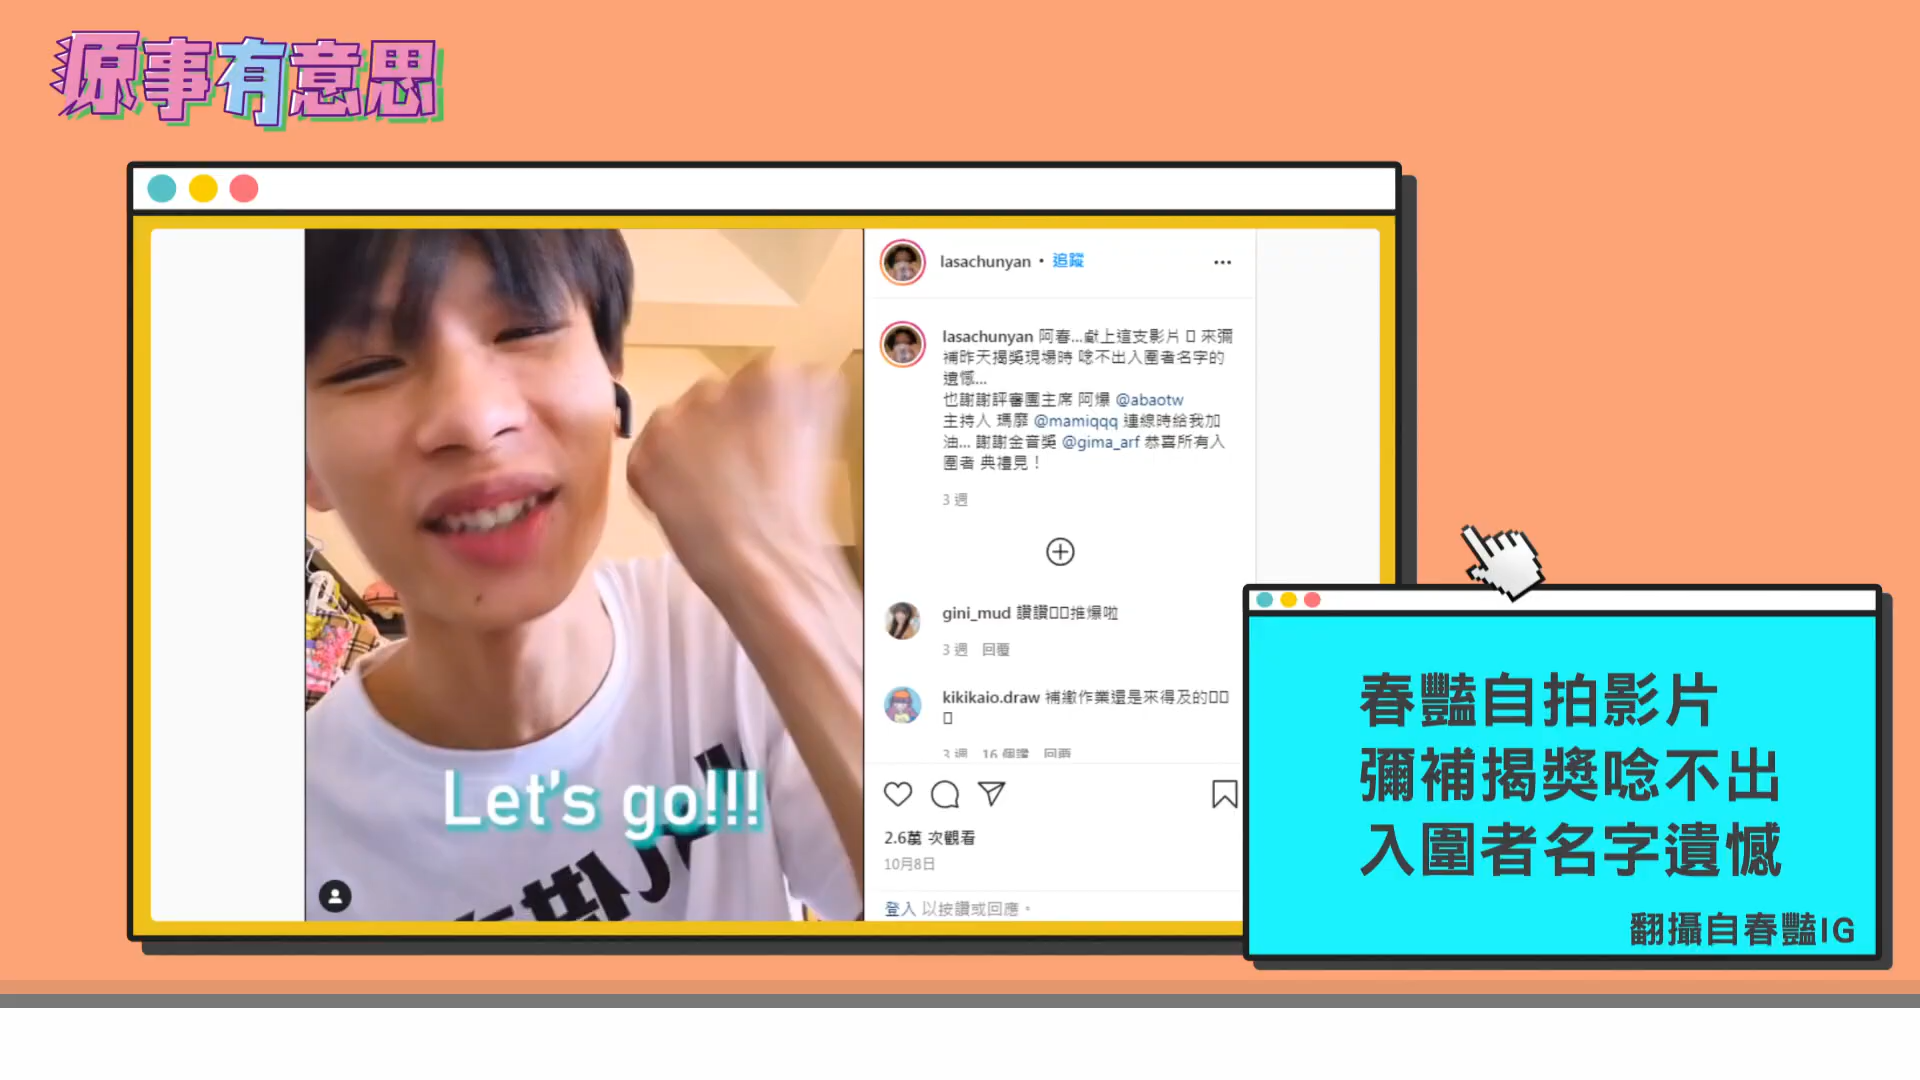 原事有意思
lasachunyan • 追蹤
lasachunyan 阿春...獻上這支影片 來彌
補昨天揭獎現場時 唸不出入圍者名字的
遺憾...
也謝謝評審團主席 阿爆 @abaotw
主持人 瑪靡 @mamiqqq 連線時給我加
油... 謝謝金音獎 @gima_arf 恭喜所有入
圍者 典禮見！
3 週
gini_mud 讚讚推爆啦
3 週 回覆
kikikaio.draw 補繳作業還是來得及的
3 週 16 個讚 回覆
2.6萬 次觀看
10月8日
登入 以按讚或回應。
Let's go!!!
春豔自拍影片
彌補揭獎唸不出
入圍者名字遺憾
翻攝自春豔IG